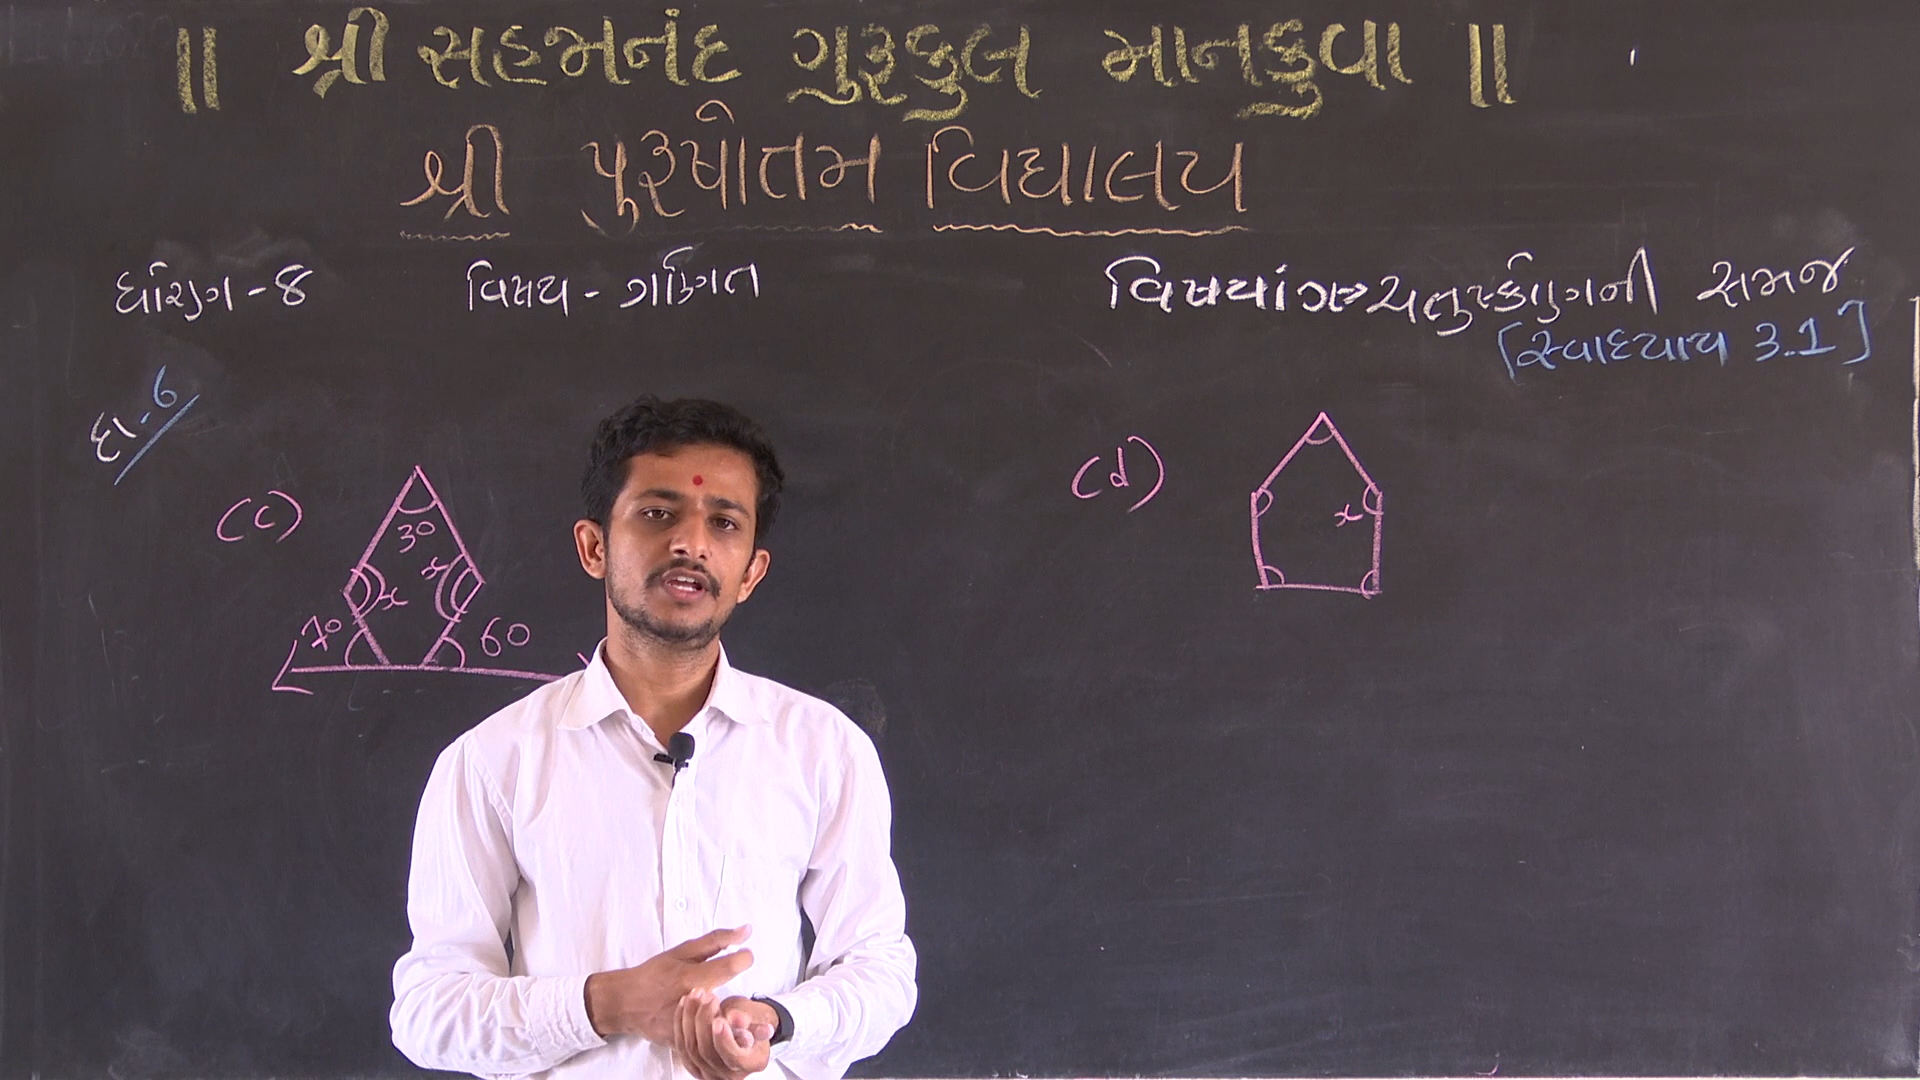 ॥ શ્રી સહજાનંદ ગુરુકુલ માનકુવા ॥
શ્રી પુરૂષોતમ વિદ્યાલય
ધોરણ-8 વિષય - ગણિત વિષયાંગ ચતુષ્કોણની સમજ
[સ્વાધ્યાય 3.1]
દા-6
(c) (d)
30
x x
x
70 60